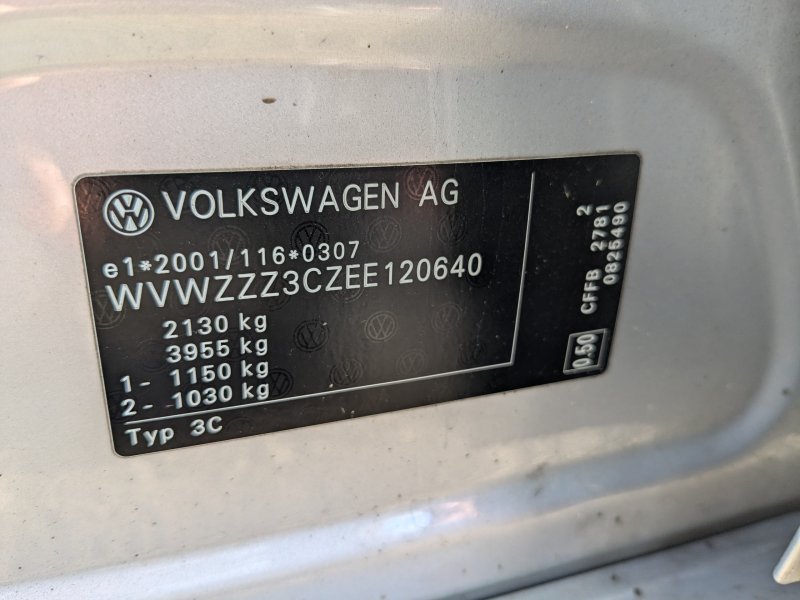 VOLKSWAGEN AG
e1*2001/116*0307
WVWZZZ3CZEE120640
2130 kg
3955 kg
1- 1150 kg
2- 1030 kg
Typ 3C
2
CFFB 2781
0825490
0.50